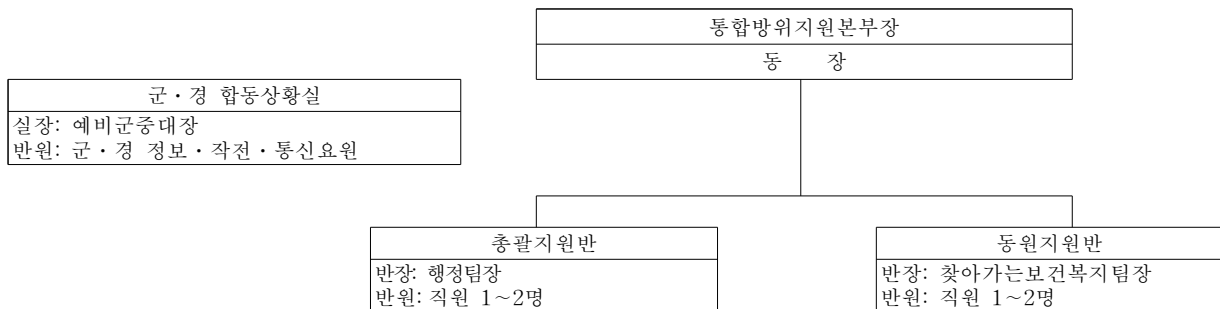 통합방위지원본부장
동 장
군·경 합동상황실
실장: 예비군중대장
반원: 군·경 정보·작전·통신요원
총괄지원반
반장: 행정팀장
반원: 직원 1~2명
동원지원반
반장: 찾아가는보건복지팀장
반원: 직원 1~2명